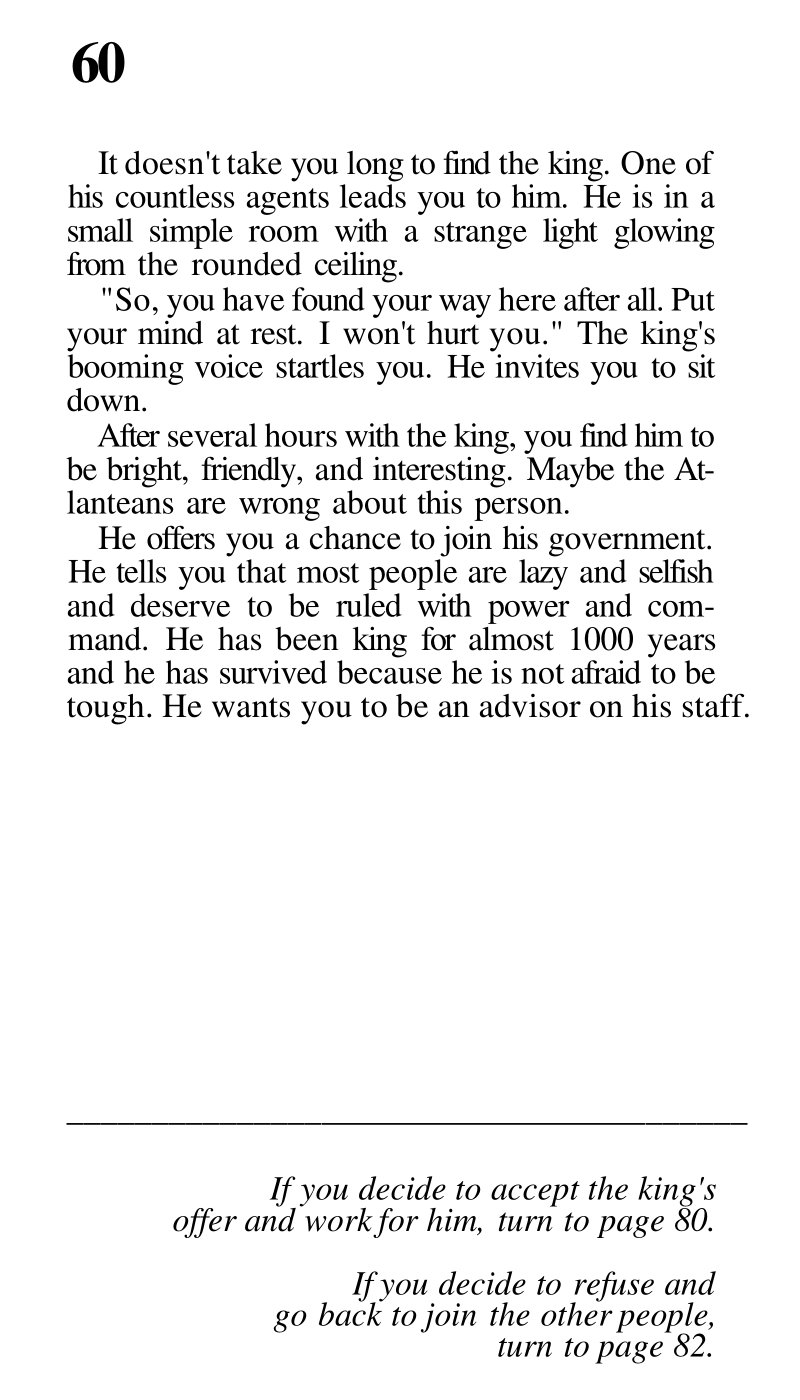 60
It doesn't take you long to find the king. One of
his countless agents leads you to him. He is in a
small simple room with a strange light glowing
from the rounded ceiling.
"So, you have found your way here after all. Put
your mind at rest. I won't hurt you." The king's
booming voice startles you. He invites you to sit
down.
After several hours with the king, you find him to
be bright, friendly, and interesting. Maybe the At-
lanteans are wrong about this person.
He offers you a chance to join his government.
He tells you that most people are lazy and selfish
and deserve to be ruled with power and com-
mand. He has been king for almost 1000 years
and he has survived because he is not afraid to be
tough. He wants you to be an advisor on his staff.
If you decide to accept the king's
offer and work for him, turn to page 80.
If you decide to refuse and
go back to join the other people,
turn to page 82.